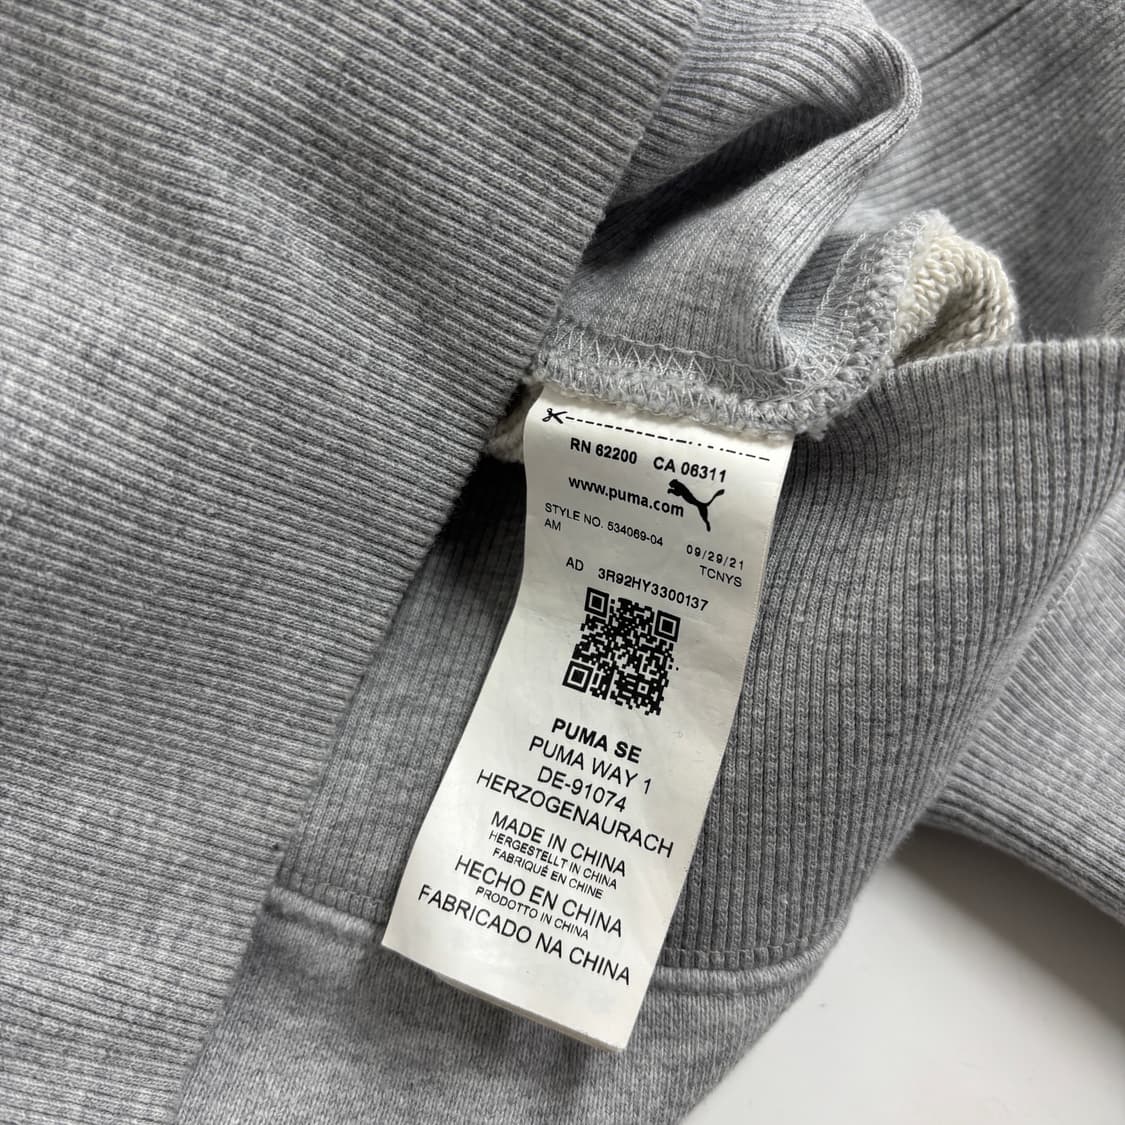 RN 62200 CA 06311
www.puma.com
STYLE NO. 534069-04 09/29/21
AM TCNYS
AD 3R92HY3300137
PUMA SE
PUMA WAY 1
DE-91074
HERZOGENAURACH
MADE IN CHINA
HERGESTELLT IN CHINA
FABRIQUÉ EN CHINE
HECHO EN CHINA
PRODOTTO IN CHINA
FABRICADO NA CHINA